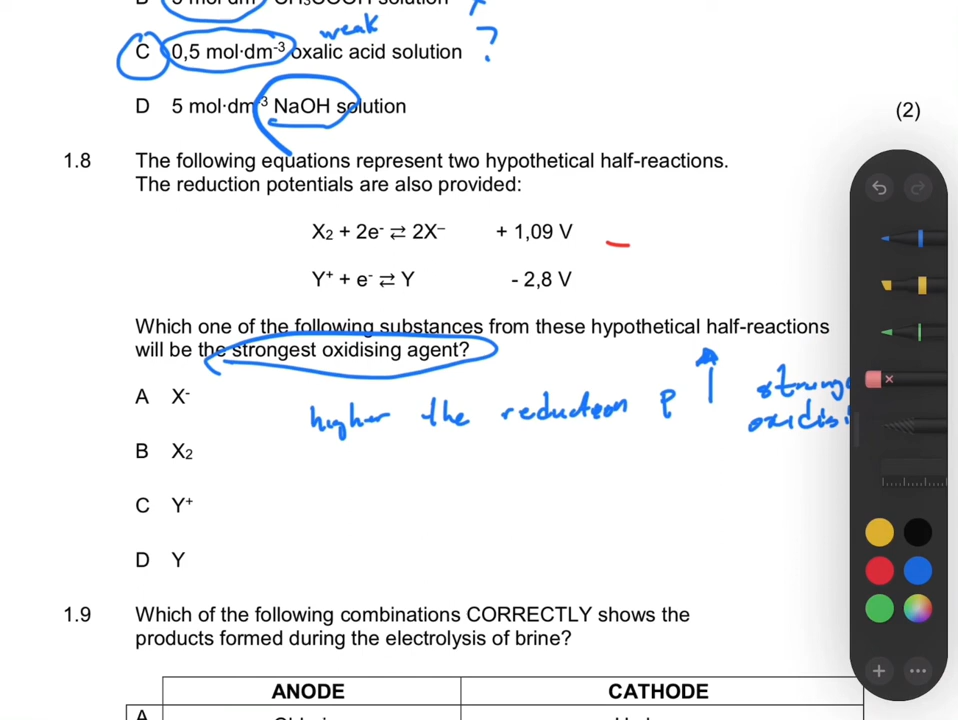 weak
C 0,5 mol·dm-3 oxalic acid solution ?
D 5 mol·dm-3 NaOH solution
(2)
1.8 The following equations represent two hypothetical half-reactions.
The reduction potentials are also provided:
X2 + 2e- ⇄ 2X– + 1,09 V
Y+ + e- ⇄ Y - 2,8 V
Which one of the following substances from these hypothetical half-reactions
will be the strongest oxidising agent?
A X-
higher the reduction p ↑
B X2
C Y+
D Y
1.9 Which of the following combinations CORRECTLY shows the
products formed during the electrolysis of brine?
ANODE CATHODE
A